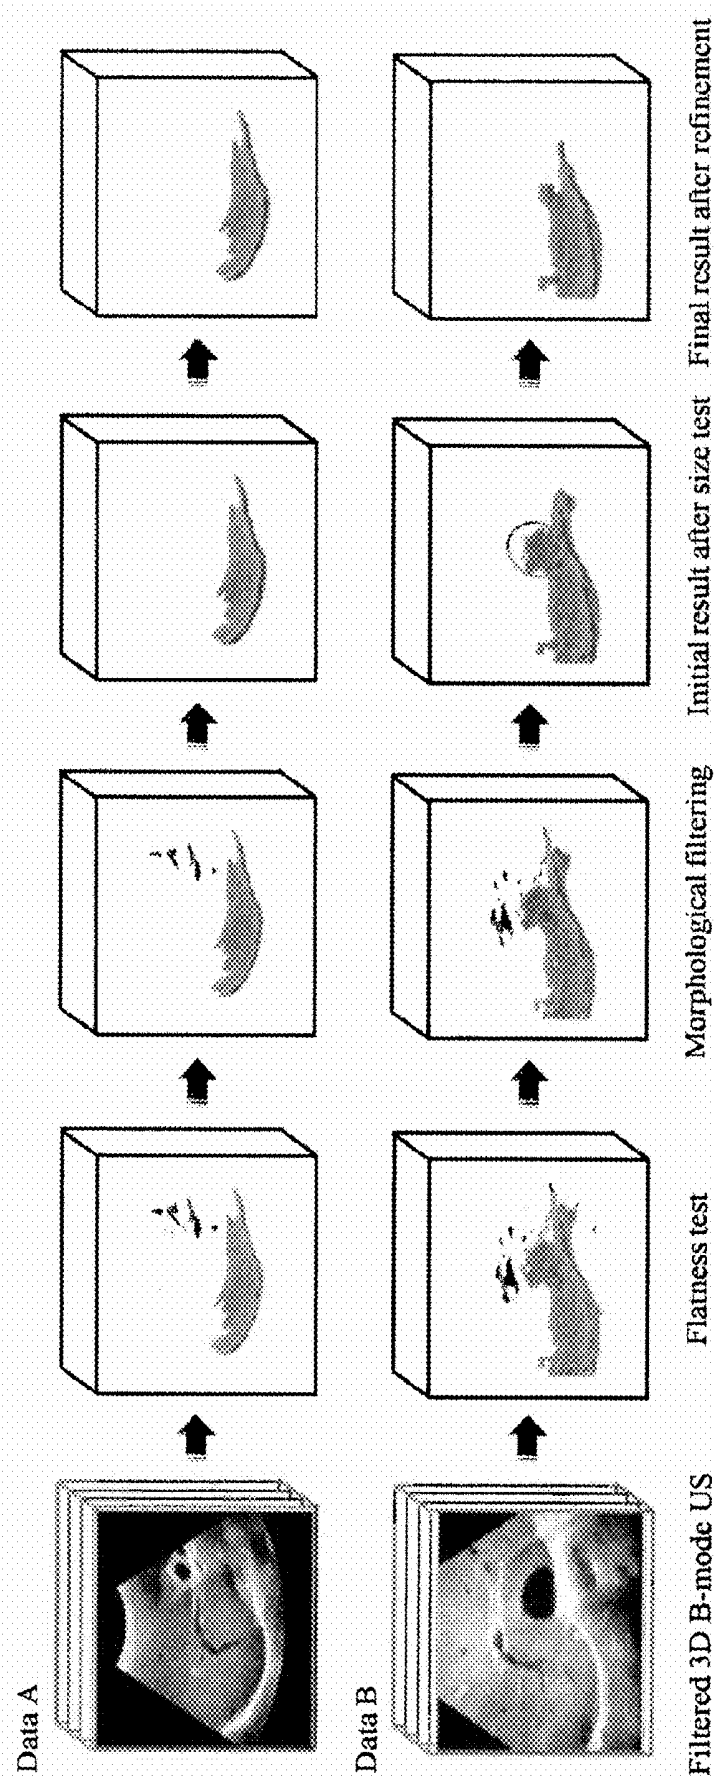 Data A
Data B
Filtered 3D B-mode US
Flatness test
Morphological filtering
Initial result after size test
Final result after refinement